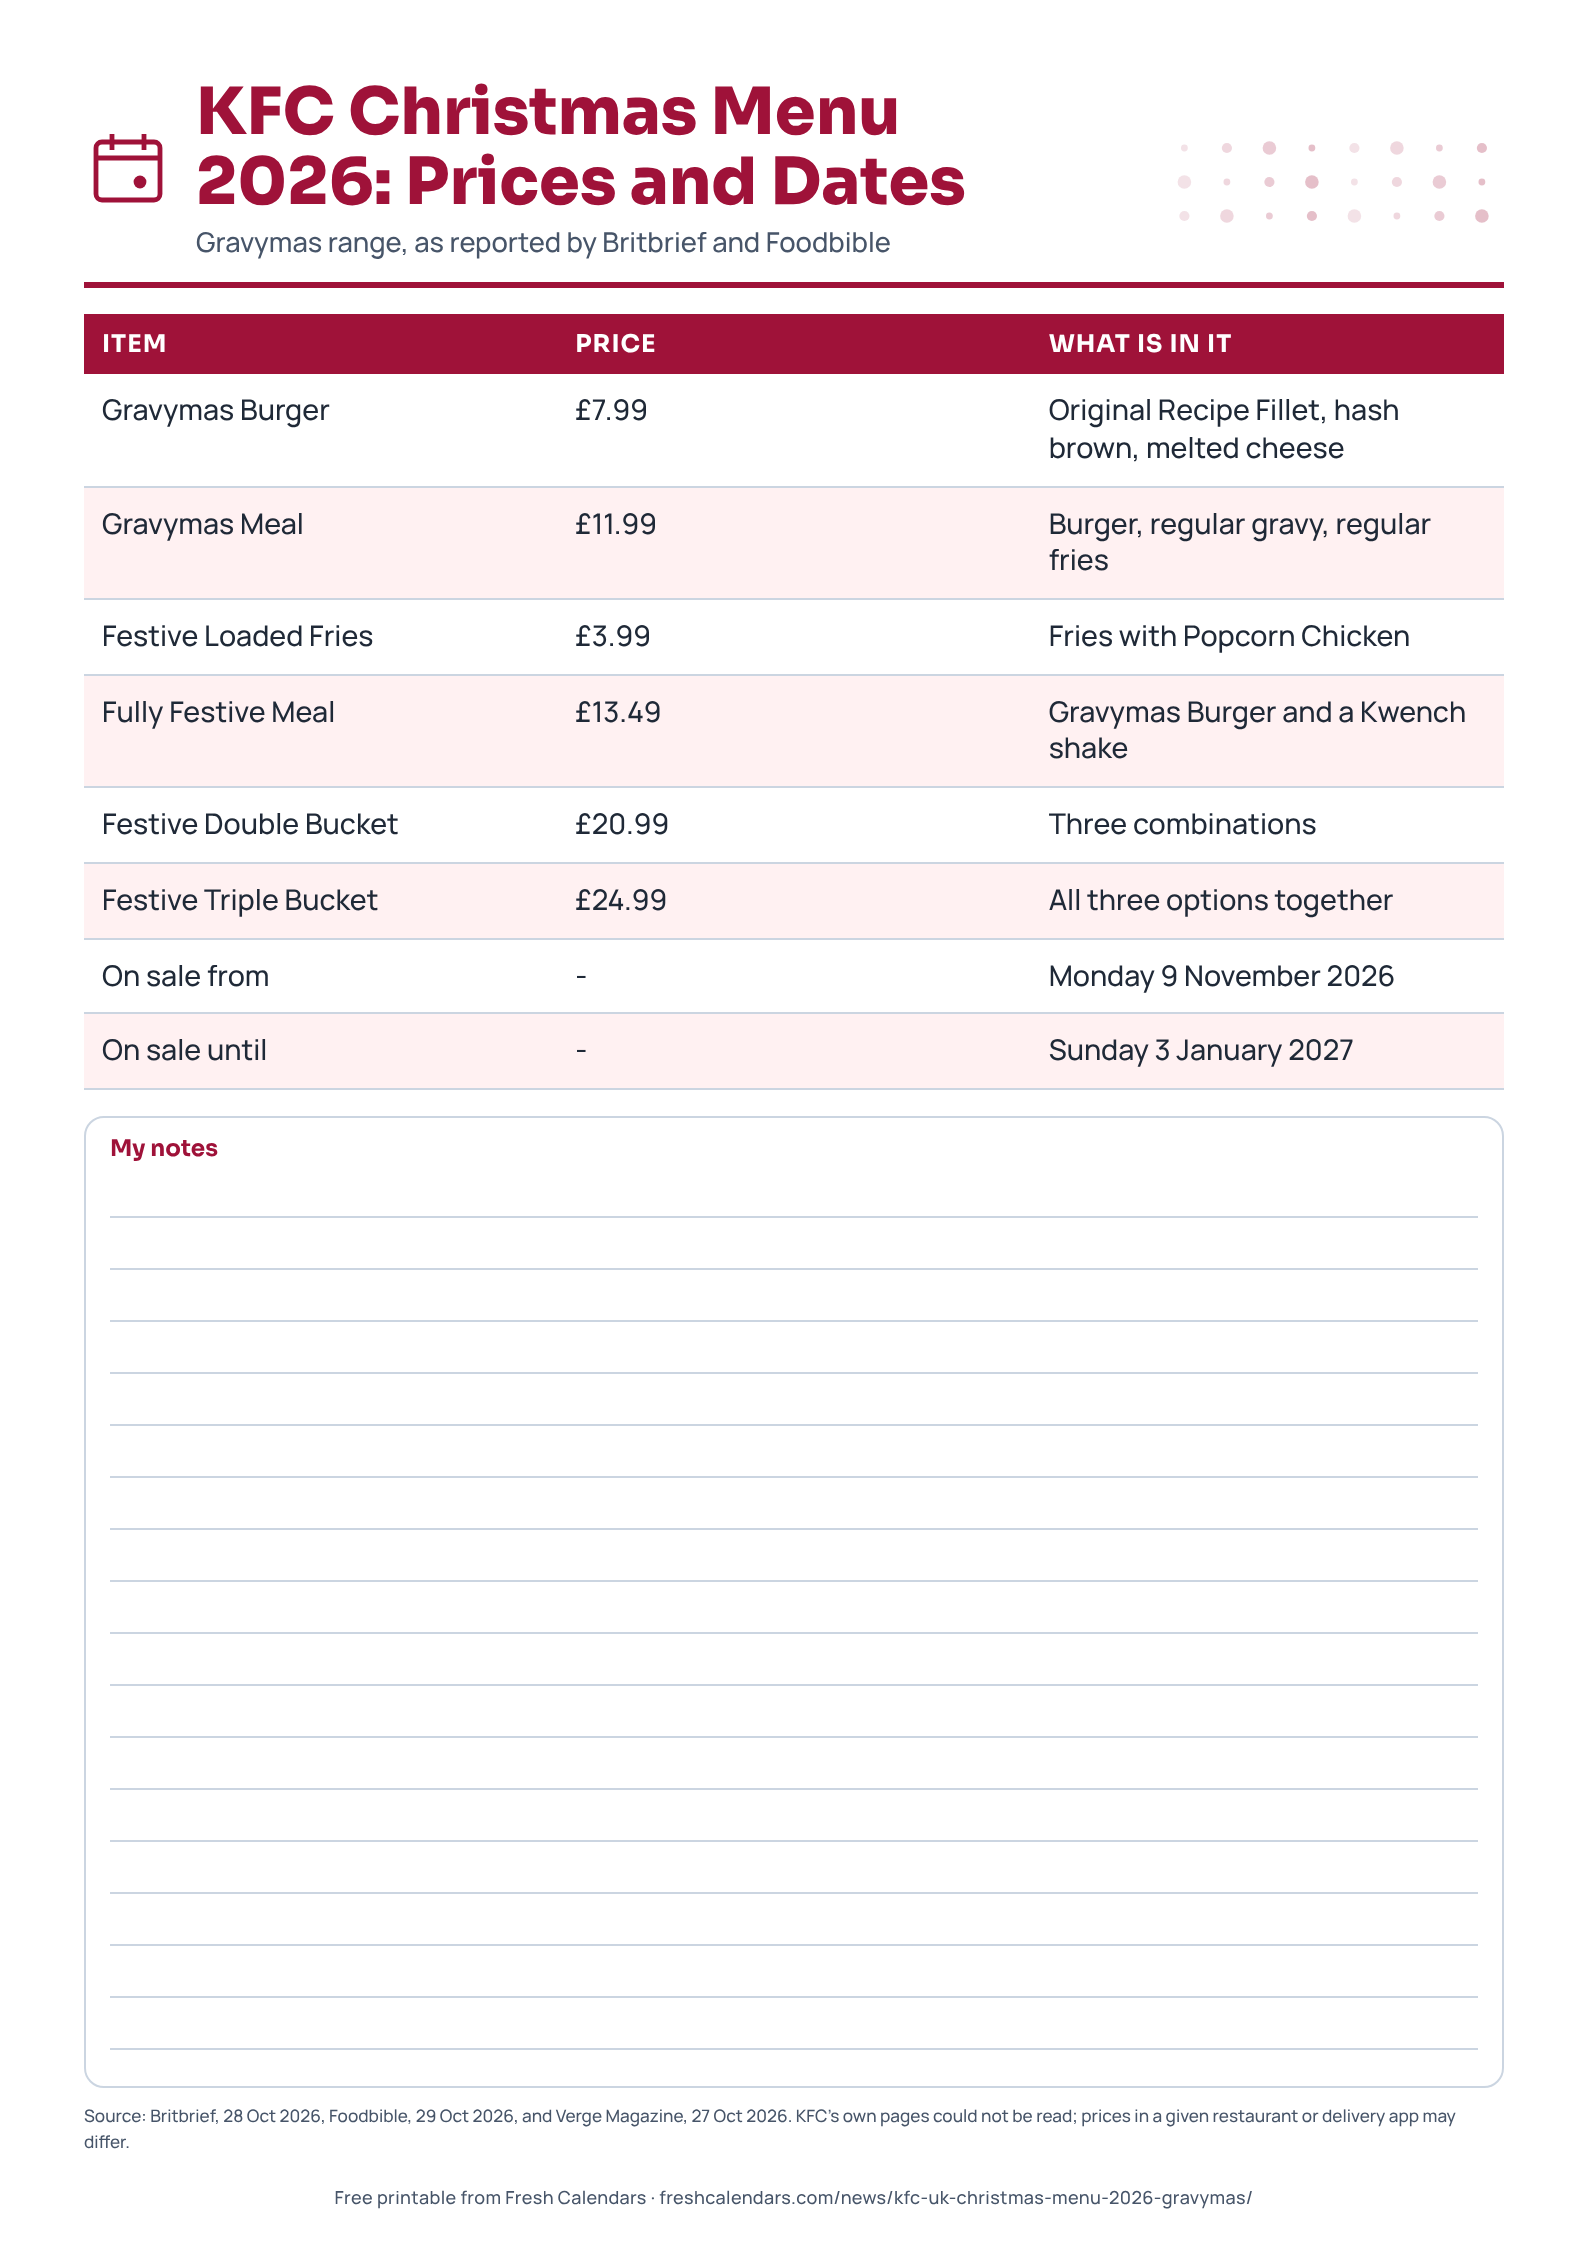 KFC Christmas Menu
2026: Prices and Dates
Gravymas range, as reported by Britbrief and Foodbible
ITEM PRICE WHAT IS IN IT
Gravymas Burger £7.99 Original Recipe Fillet, hash
brown, melted cheese
Gravymas Meal £11.99 Burger, regular gravy, regular
fries
Festive Loaded Fries £3.99 Fries with Popcorn Chicken
Fully Festive Meal £13.49 Gravymas Burger and a Kwench
shake
Festive Double Bucket £20.99 Three combinations
Festive Triple Bucket £24.99 All three options together
On sale from - Monday 9 November 2026
On sale until - Sunday 3 January 2027
My notes
Source: Britbrief, 28 Oct 2026, Foodbible, 29 Oct 2026, and Verge Magazine, 27 Oct 2026. KFC's own pages could not be read; prices in a given restaurant or delivery app may
differ.
Free printable from Fresh Calendars · freshcalendars.com/news/kfc-uk-christmas-menu-2026-gravymas/